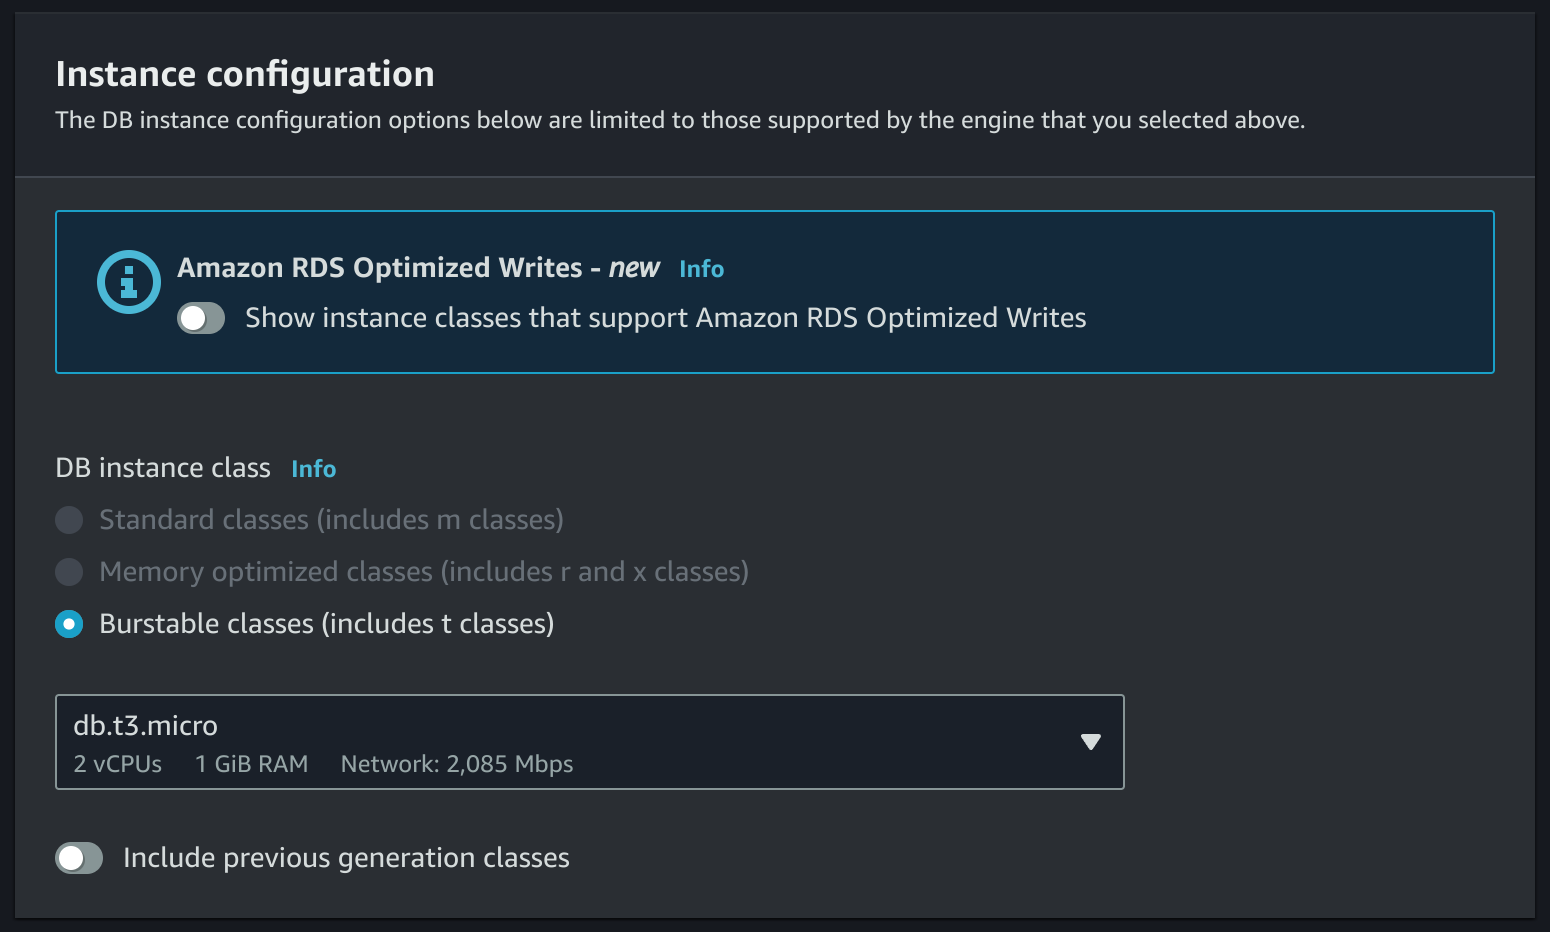 Instance configuration
The DB instance configuration options below are limited to those supported by the engine that you selected above.
Amazon RDS Optimized Writes - new Info
Show instance classes that support Amazon RDS Optimized Writes
DB instance class Info
Standard classes (includes m classes)
Memory optimized classes (includes r and x classes)
Burstable classes (includes t classes)
db.t3.micro
2 vCPUs 1 GiB RAM Network: 2,085 Mbps
Include previous generation classes